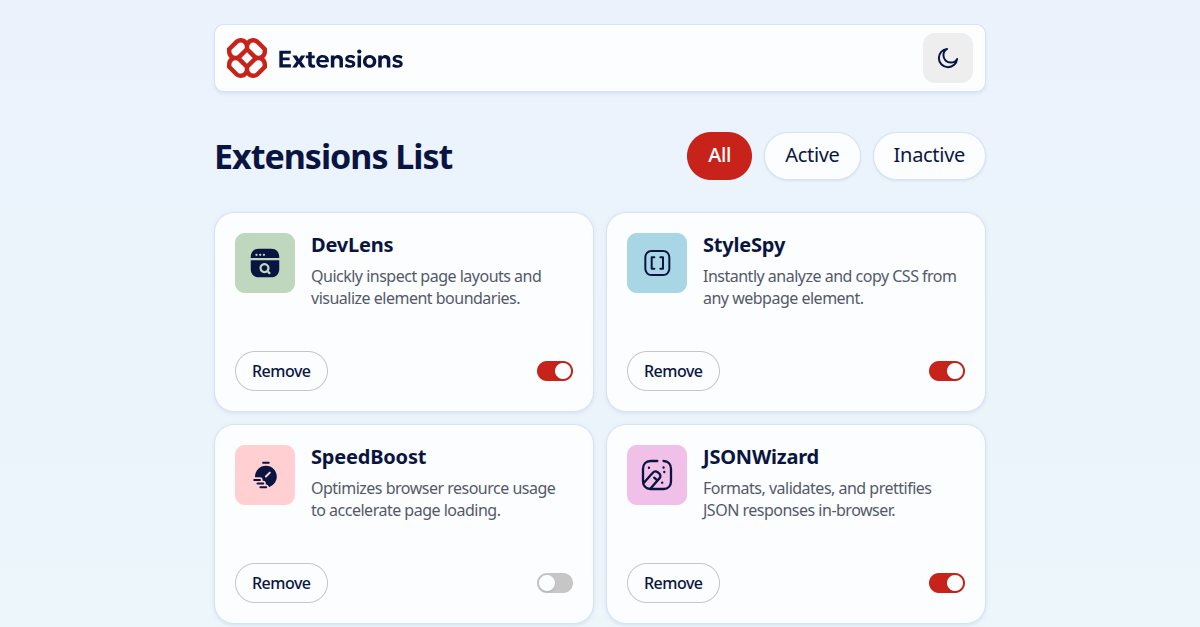 Extensions
Extensions List
All
Active
Inactive
DevLens
Quickly inspect page layouts and
visualize element boundaries.
Remove
StyleSpy
Instantly analyze and copy CSS from
any webpage element.
Remove
SpeedBoost
Optimizes browser resource usage
to accelerate page loading.
Remove
JSONWizard
Formats, validates, and prettifies
JSON responses in-browser.
Remove